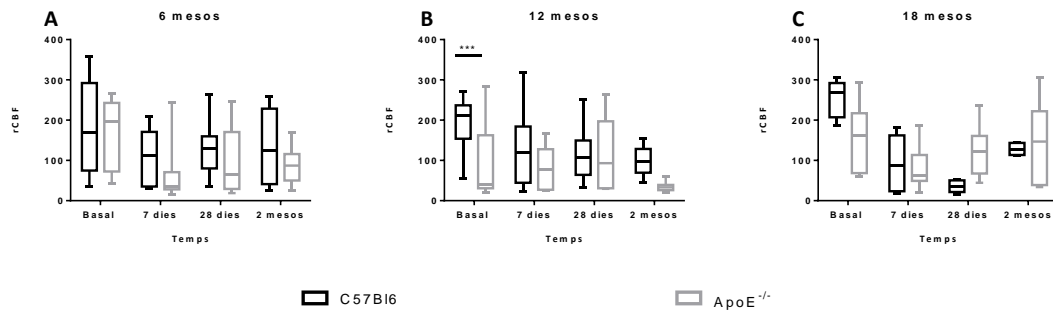 A
6 mesos
400
300
200
100
0
rCBF
Basal
7 dies
28 dies
2 mesos
Temps
B
12 mesos
***
400
300
200
100
0
rCBF
Basal
7 dies
28 dies
2 mesos
Temps
C
18 mesos
400
300
200
100
0
rCBF
Basal
7 dies
28 dies
2 mesos
Temps
C57Bl6
ApoE-/-